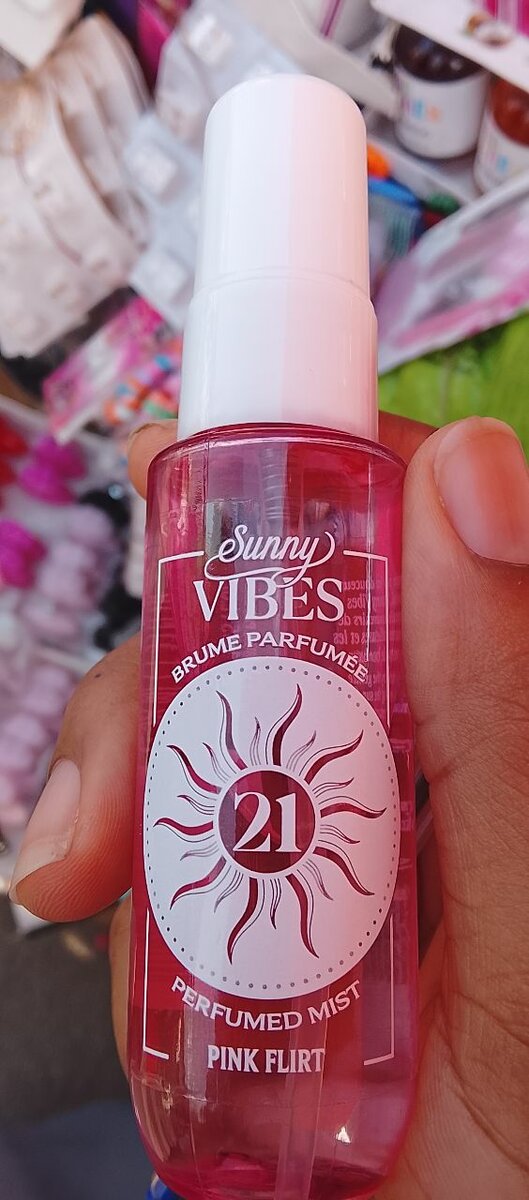 Sunny
VIBES
BRUME PARFUMÉE
21
PERFUMED MIST
PINK FLIRT